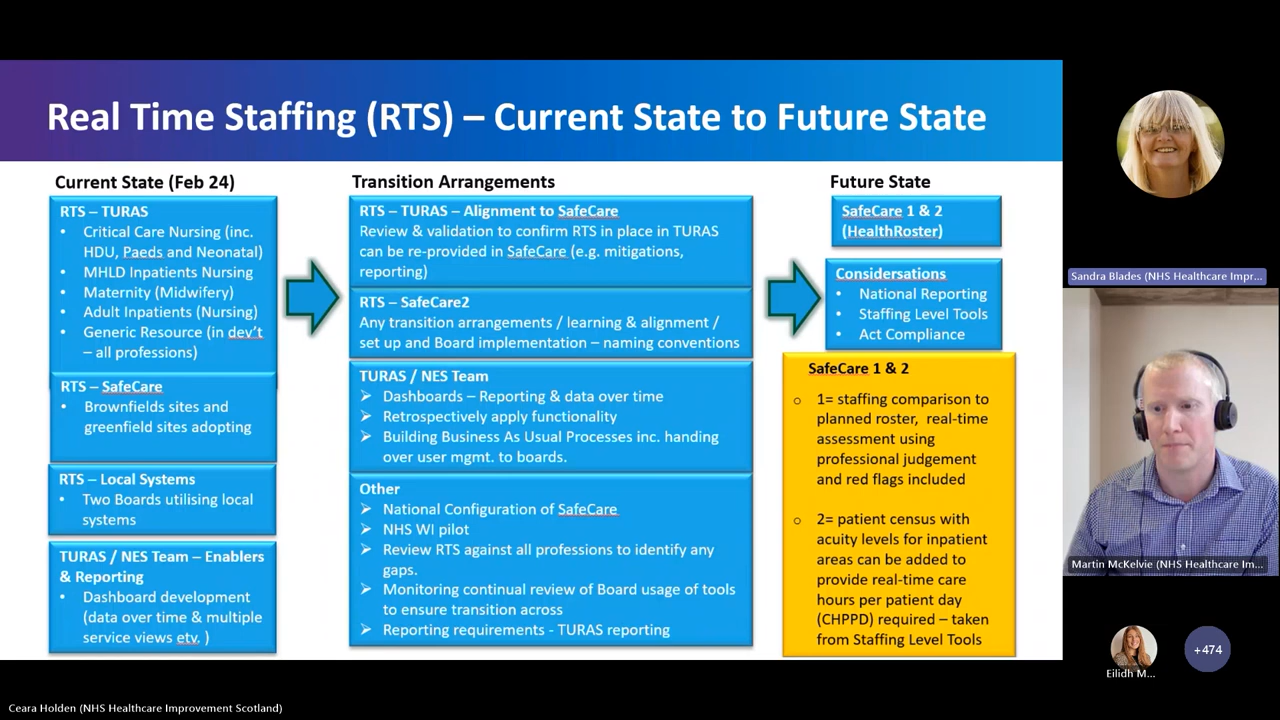 Real Time Staffing (RTS) – Current State to Future State
Current State (Feb 24)
RTS – TURAS
• Critical Care Nursing (inc.
HDU, Paeds and Neonatal)
• MHLD Inpatients Nursing
• Maternity (Midwifery)
• Adult Inpatients (Nursing)
• Generic Resource (in dev't
– all professions)
RTS – SafeCare
• Brownfields sites and
greenfield sites adopting
RTS – Local Systems
• Two Boards utilising local
systems
TURAS / NES Team – Enablers
& Reporting
• Dashboard development
(data over time & multiple
service views etv. )
Transition Arrangements
RTS – TURAS – Alignment to SafeCare
Review & validation to confirm RTS in place in TURAS
can be re-provided in SafeCare (e.g. mitigations,
reporting)
RTS – SafeCare2
Any transition arrangements / learning & alignment /
set up and Board implementation – naming conventions
TURAS / NES Team
➢ Dashboards – Reporting & data over time
➢ Retrospectively apply functionality
➢ Building Business As Usual Processes inc. handing
over user mgmt. to boards.
Other
➢ National Configuration of SafeCare
➢ NHS WI pilot
➢ Review RTS against all professions to identify any
gaps.
➢ Monitoring continual review of Board usage of tools
to ensure transition across
➢ Reporting requirements - TURAS reporting
Future State
SafeCare 1 & 2
(HealthRoster)
Considersations
• National Reporting
• Staffing Level Tools
• Act Compliance
SafeCare 1 & 2
o 1= staffing comparison to
planned roster, real-time
assessment using
professional judgement
and red flags included
o 2= patient census with
acuity levels for inpatient
areas can be added to
provide real-time care
hours per patient day
(CHPPD) required – taken
from Staffing Level Tools
Sandra Blades (NHS Healthcare Impr...
Martin McKelvie (NHS Healthcare Im...
Eilidh M...
+474
Ceara Holden (NHS Healthcare Improvement Scotland)